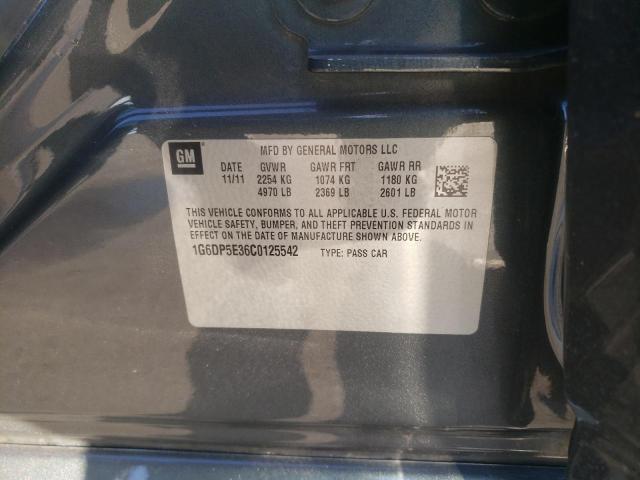 GM
MFD BY GENERAL MOTORS LLC
DATE GVWR GAWR FRT GAWR RR
11/11 2254 KG 1074 KG 1180 KG
4970 LB 2369 LB 2601 LB
THIS VEHICLE CONFORMS TO ALL APPLICABLE U.S. FEDERAL MOTOR
VEHICLE SAFETY, BUMPER, AND THEFT PREVENTION STANDARDS
IN EFFECT ON THE DATE OF MANUFACTURE SHOWN ABOVE.
1G6DP5E36C0125542 TYPE: PASS CAR